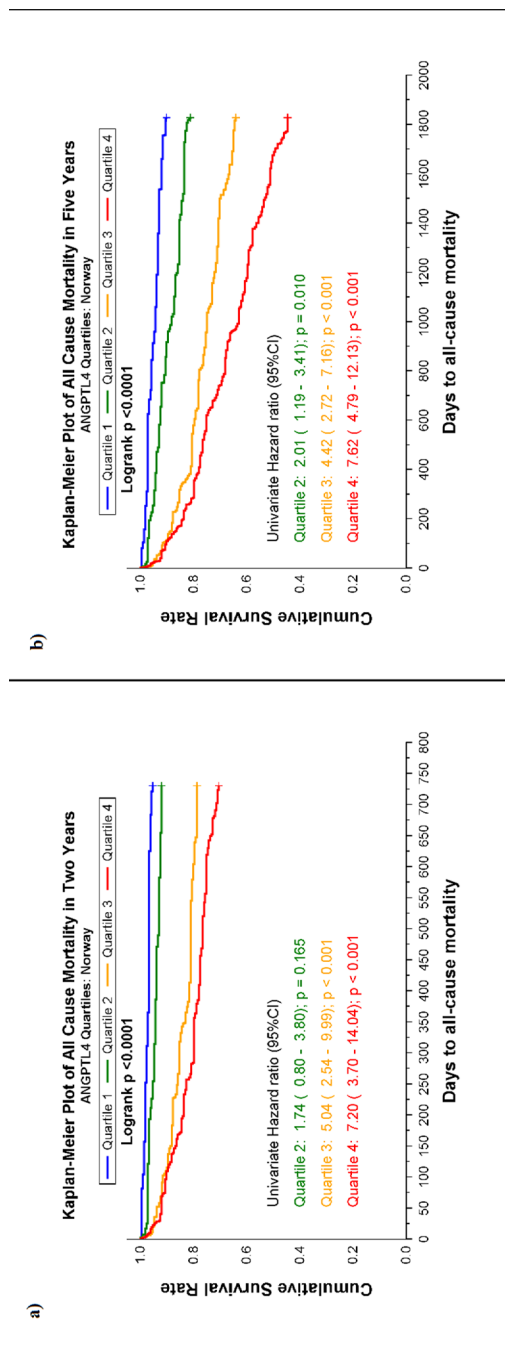 a)
Kaplan-Meier Plot of All Cause Mortality in Two Years
ANGPTL4 Quartiles: Norway
Quartile 1 Quartile 2 Quartile 3 Quartile 4
Logrank p <0.0001
Cumulative Survival Rate
1.0
0.8
0.6
0.4
0.2
0.0
Univariate Hazard ratio (95%CI)
Quartile 2: 1.74 ( 0.80 - 3.80); p = 0.165
Quartile 3: 5.04 ( 2.54 - 9.99); p < 0.001
Quartile 4: 7.20 ( 3.70 - 14.04); p < 0.001
0 50 100 150 200 250 300 350 400 450 500 550 600 650 700 750 800
Days to all-cause mortality
b)
Kaplan-Meier Plot of All Cause Mortality in Five Years
ANGPTL4 Quartiles: Norway
Quartile 1 Quartile 2 Quartile 3 Quartile 4
Logrank p <0.0001
Cumulative Survival Rate
1.0
0.8
0.6
0.4
0.2
0.0
Univariate Hazard ratio (95%CI)
Quartile 2: 2.01 ( 1.19 - 3.41); p = 0.010
Quartile 3: 4.42 ( 2.72 - 7.16); p < 0.001
Quartile 4: 7.62 ( 4.79 - 12.13); p < 0.001
0 200 400 600 800 1000 1200 1400 1600 1800 2000
Days to all-cause mortality